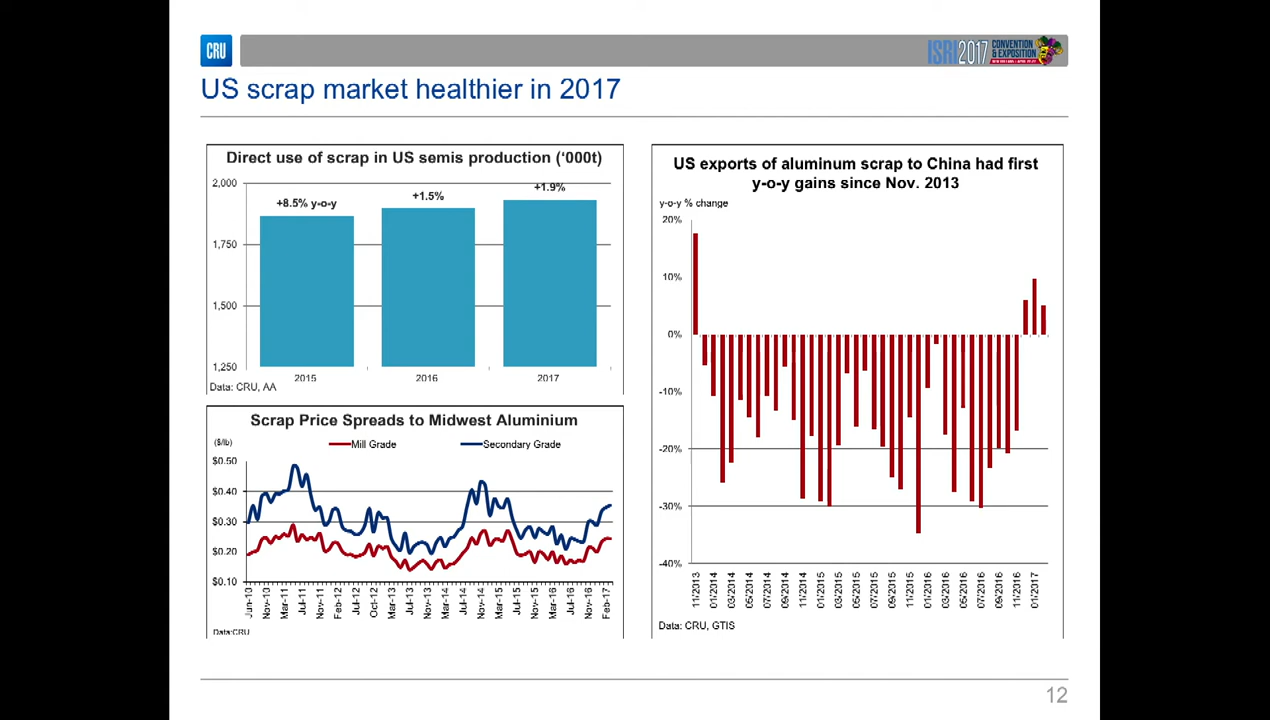 CRU
ISRI2017 CONVENTION
& EXPOSITION
US scrap market healthier in 2017
Direct use of scrap in US semis production (‘000t)
2,000
1,750
1,500
1,250
+8.5% y-o-y
+1.5%
+1.9%
2015
2016
2017
Data: CRU, AA
Scrap Price Spreads to Midwest Aluminium
($/lb)
Mill Grade
Secondary Grade
$0.50
$0.40
$0.30
$0.20
$0.10
Jun-10
Nov-10
Mar-11
Jul-11
Nov-11
Feb-12
Jul-12
Oct-12
Mar-13
Jul-13
Nov-13
Mar-14
Jul-14
Nov-14
Mar-15
Jul-15
Nov-15
Mar-16
Jul-16
Nov-16
Feb-17
Data:CRU
US exports of aluminum scrap to China had first
y-o-y gains since Nov. 2013
y-o-y % change
20%
10%
0%
-10%
-20%
-30%
-40%
11/2013
01/2014
03/2014
05/2014
07/2014
09/2014
11/2014
01/2015
03/2015
05/2015
07/2015
09/2015
11/2015
01/2016
03/2016
05/2016
07/2016
09/2016
11/2016
01/2017
Data: CRU, GTIS
12